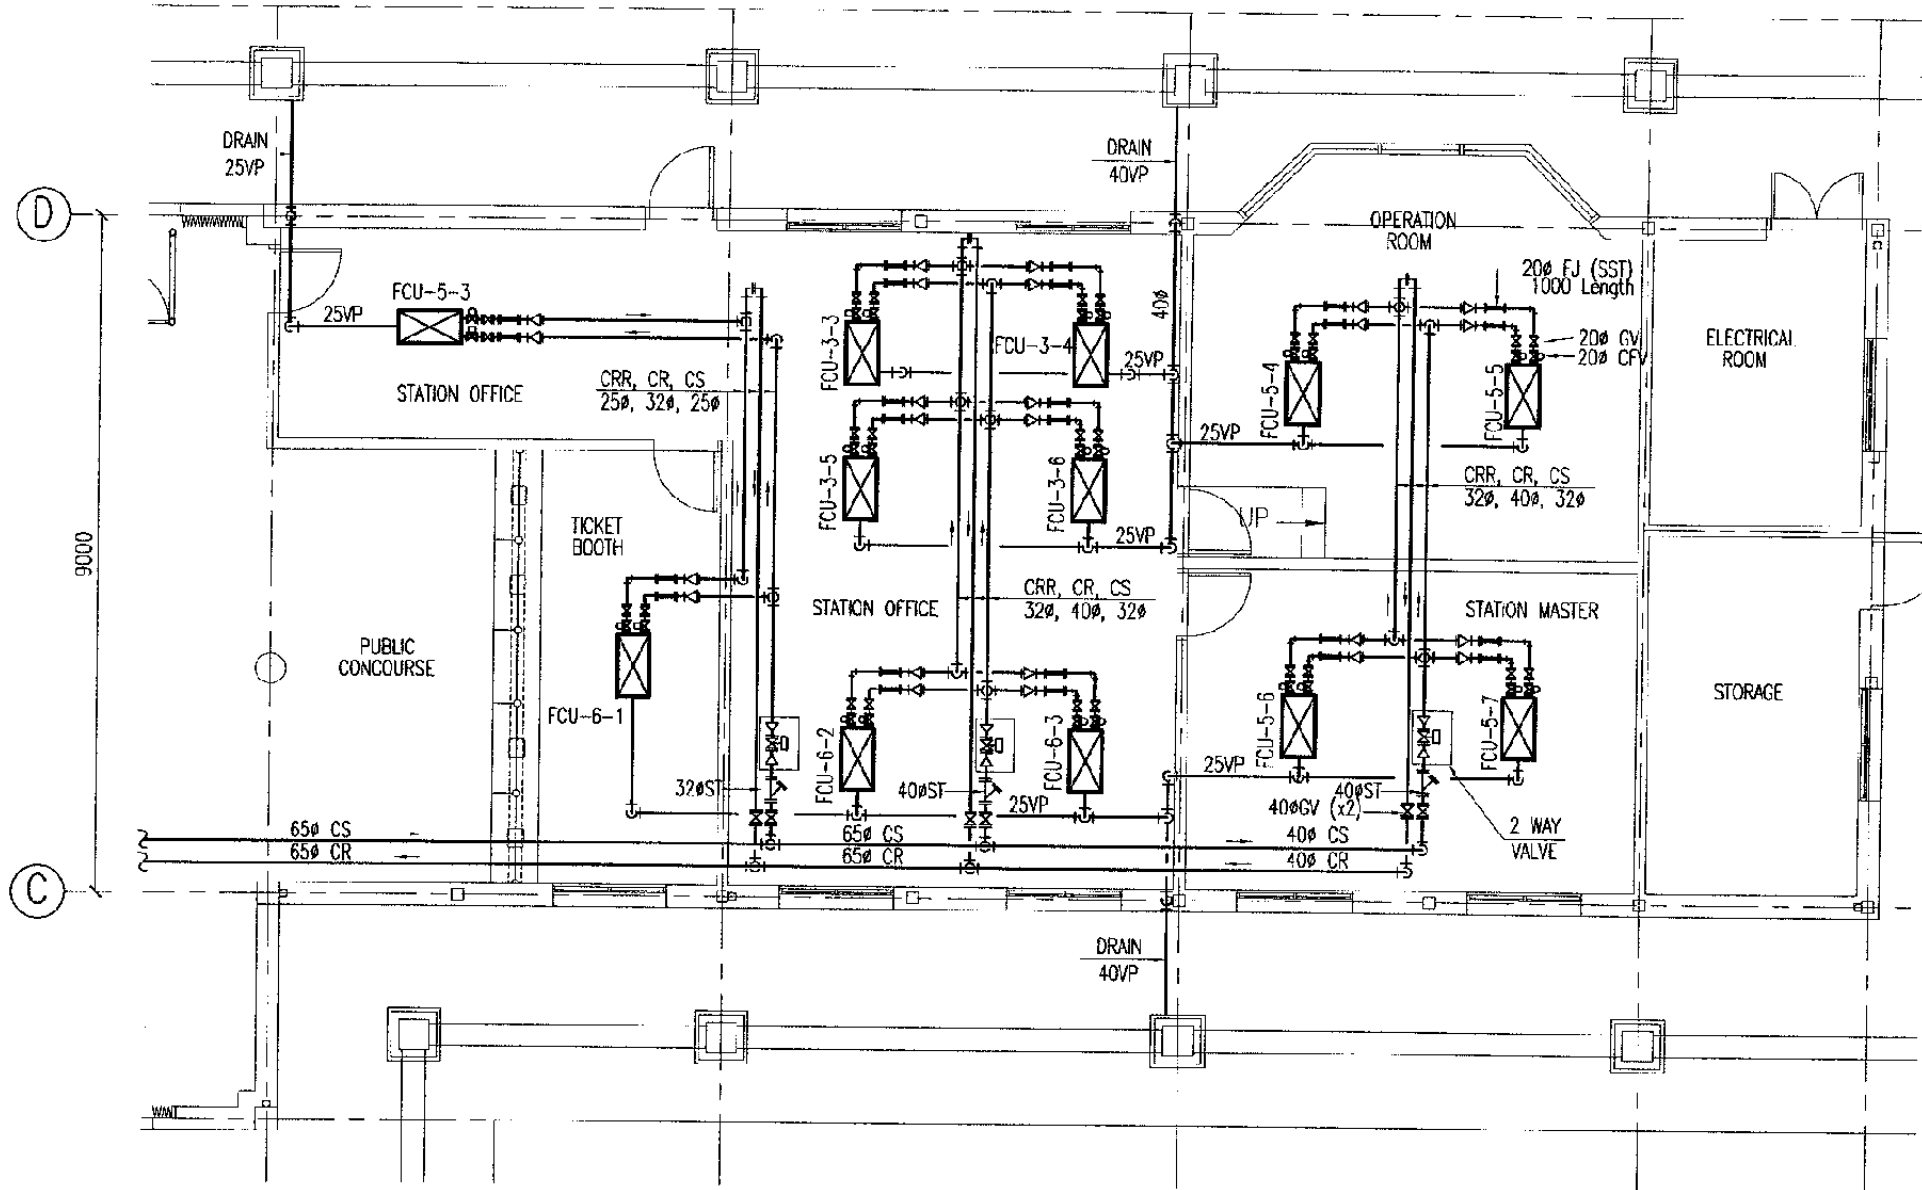 DRAIN
25VP
DRAIN
40VP
D
OPERATION
ROOM
FCU-5-3
25VP
20ø FJ (SST)
1000 Length
40ø
FCU-3-3
FCU-3-4
20ø GV
20ø CFV
ELECTRICAL
ROOM
25VP
STATION OFFICE
CRR, CR, CS
25ø, 32ø, 25ø
FCU-5-4
FCU-5-5
25VP
FCU-3-5
FCU-3-6
CRR, CR, CS
32ø, 40ø, 32ø
TICKET
BOOTH
UP
25VP
9000
CRR, CR, CS
32ø, 40ø, 32ø
STATION OFFICE
STATION MASTER
PUBLIC
CONCOURSE
STORAGE
FCU-6-1
FCU-6-2
FCU-6-3
FCU-5-6
FCU-5-7
25VP
32øST
40øST
40øST
25VP
40øGV (x2)
65ø CS
65ø CS
40ø CS
2 WAY
VALVE
65ø CR
65ø CR
40ø CR
C
DRAIN
40VP